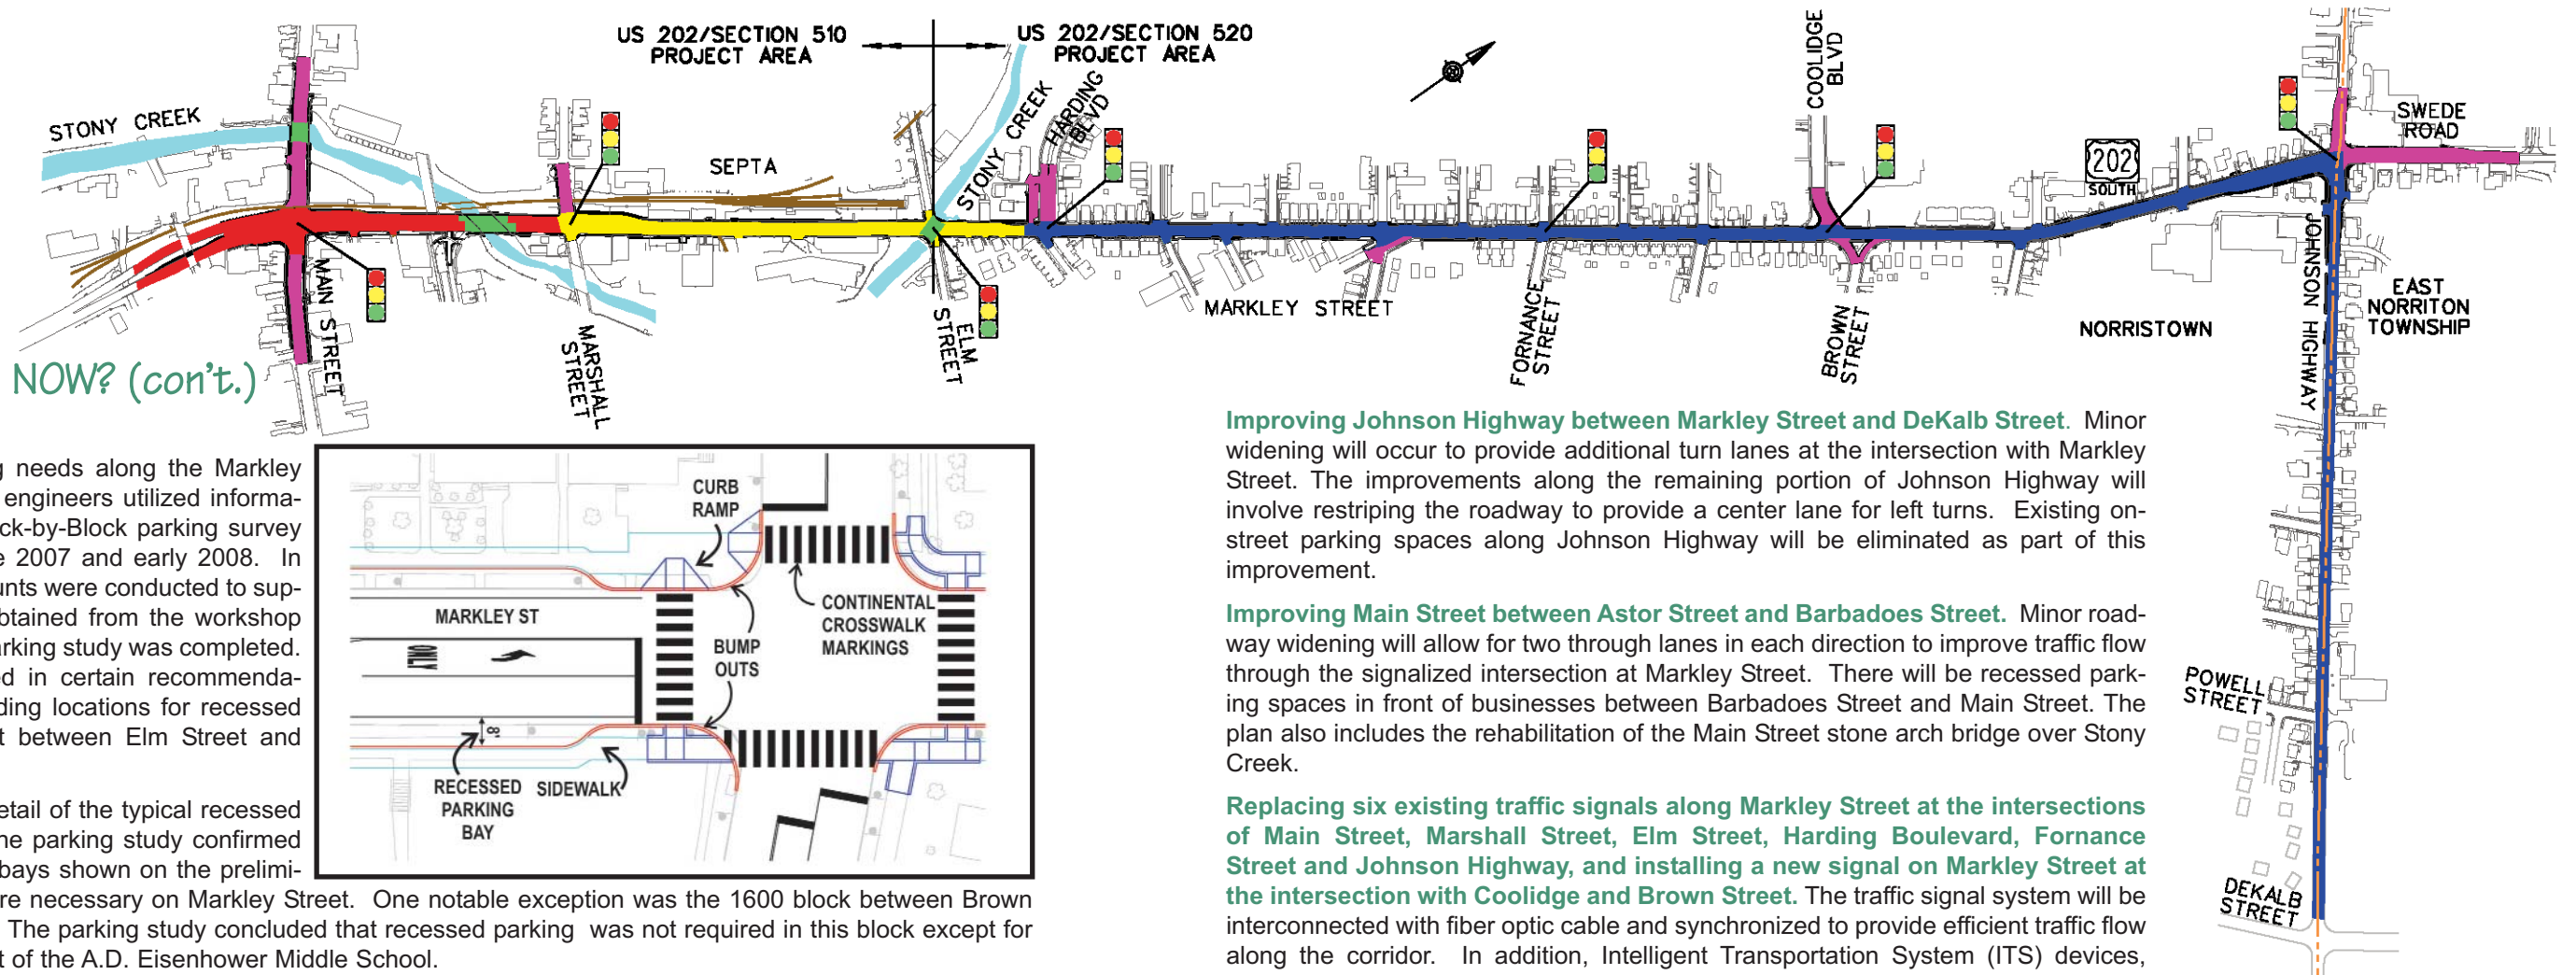 US 202/SECTION 510
PROJECT AREA
US 202/SECTION 520
PROJECT AREA
STONY CREEK
SEPTA
STONY CREEK
HARDING
BLVD
COOLIDGE
BLVD
202
SOUTH
SWEDE
ROAD
MAIN STREET
MARSHALL
STREET
ELM
STREET
MARKLEY STREET
FORNANCE
STREET
BROWN
STREET
NORRISTOWN
JOHNSON HIGHWAY
EAST
NORRITON
TOWNSHIP
POWELL
STREET
DEKALB
STREET
NOW? (con't.)
g needs along the Markley
engineers utilized informa-
ck-by-Block parking survey
e 2007 and early 2008. In
unts were conducted to sup-
btained from the workshop
arking study was completed.
ed in certain recommenda-
ding locations for recessed
t between Elm Street and
etail of the typical recessed
he parking study confirmed
bays shown on the prelimi-
re necessary on Markley Street. One notable exception was the 1600 block between Brown
The parking study concluded that recessed parking was not required in this block except for
t of the A.D. Eisenhower Middle School.
CURB
RAMP
MARKLEY ST
ONLY
BUMP
OUTS
CONTINENTAL
CROSSWALK
MARKINGS
8'
RECESSED
PARKING
BAY
SIDEWALK
Improving Johnson Highway between Markley Street and DeKalb Street. Minor
widening will occur to provide additional turn lanes at the intersection with Markley
Street. The improvements along the remaining portion of Johnson Highway will
involve restriping the roadway to provide a center lane for left turns. Existing on-
street parking spaces along Johnson Highway will be eliminated as part of this
improvement.
Improving Main Street between Astor Street and Barbadoes Street. Minor road-
way widening will allow for two through lanes in each direction to improve traffic flow
through the signalized intersection at Markley Street. There will be recessed park-
ing spaces in front of businesses between Barbadoes Street and Main Street. The
plan also includes the rehabilitation of the Main Street stone arch bridge over Stony
Creek.
Replacing six existing traffic signals along Markley Street at the intersections
of Main Street, Marshall Street, Elm Street, Harding Boulevard, Fornance
Street and Johnson Highway, and installing a new signal on Markley Street at
the intersection with Coolidge and Brown Street. The traffic signal system will be
interconnected with fiber optic cable and synchronized to provide efficient traffic flow
along the corridor. In addition, Intelligent Transportation System (ITS) devices,